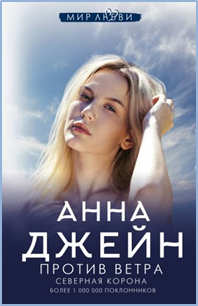 МИР ЛЮБВИ
АННА
ДЖЕЙН
ПРОТИВ ВЕТРА
СЕВЕРНАЯ КОРОНА
БОЛЕЕ 1 000 000 ПОКЛОННИКОВ